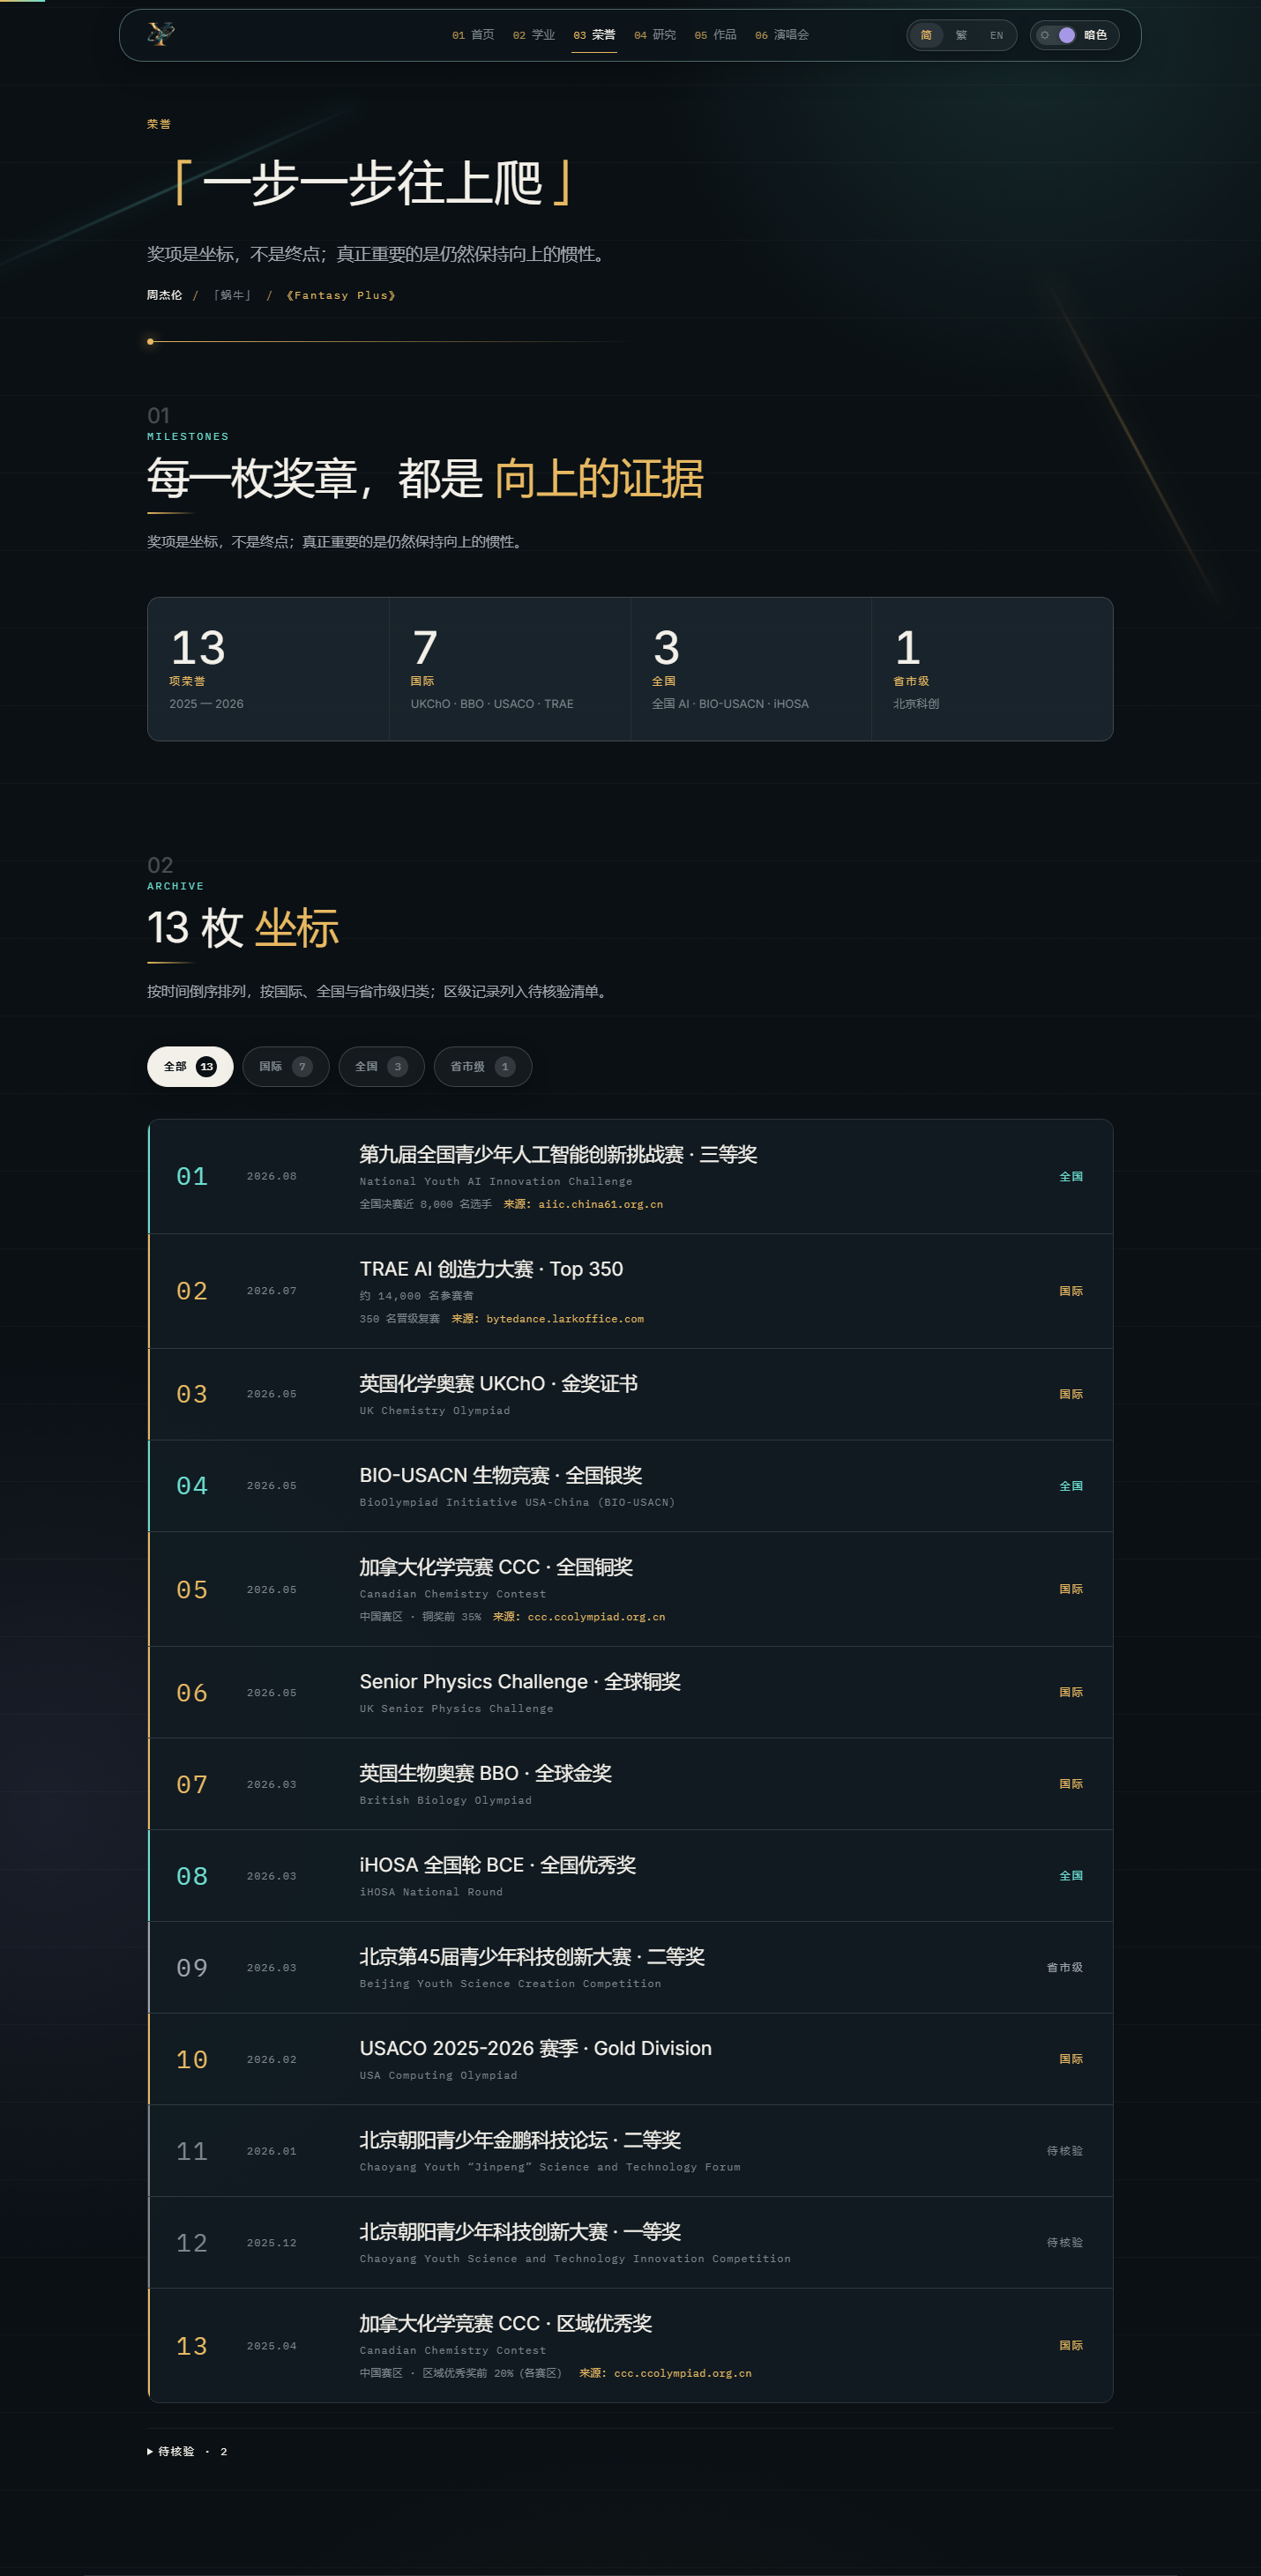 01 首页 02 学业 03 荣誉 04 研究 05 作品 06 演唱会 简 繁 EN 暗色
荣誉
「一步一步往上爬」
奖项是坐标，不是终点；真正重要的是仍然保持向上的惯性。
周杰伦 / 「蜗牛」 / 《Fantasy Plus》
01
MILESTONES
每一枚奖章，都是 向上的证据
奖项是坐标，不是终点；真正重要的是仍然保持向上的惯性。
13
项荣誉
2025 — 2026
7
国际
UKChO · BBO · USACO · TRAE
3
全国
全国 AI · BIO-USACN · iHOSA
1
省市级
北京科创
02
ARCHIVE
13 枚 坐标
按时间倒序排列，按国际、全国与省市级归类；区级记录列入待核验清单。
全部 13 国际 7 全国 3 省市级 1
01 2026.08
第九届全国青少年人工智能创新挑战赛 · 三等奖
National Youth AI Innovation Challenge
全国决赛近 8,000 名选手 来源: aiic.china61.org.cn
全国
02 2026.07
TRAE AI 创造力大赛 · Top 350
约 14,000 名参赛者
350 名晋级复赛 来源: bytedance.larkoffice.com
国际
03 2026.05
英国化学奥赛 UKChO · 金奖证书
UK Chemistry Olympiad
国际
04 2026.05
BIO-USACN 生物竞赛 · 全国银奖
BioOlympiad Initiative USA-China (BIO-USACN)
全国
05 2026.05
加拿大化学竞赛 CCC · 全国铜奖
Canadian Chemistry Contest
中国赛区 · 铜奖前 35% 来源: ccc.ccolympiad.org.cn
国际
06 2026.05
Senior Physics Challenge · 全球铜奖
UK Senior Physics Challenge
国际
07 2026.03
英国生物奥赛 BBO · 全球金奖
British Biology Olympiad
国际
08 2026.03
iHOSA 全国轮 BCE · 全国优秀奖
iHOSA National Round
全国
09 2026.03
北京第45届青少年科技创新大赛 · 二等奖
Beijing Youth Science Creation Competition
省市级
10 2026.02
USACO 2025-2026 赛季 · Gold Division
USA Computing Olympiad
国际
11 2026.01
北京朝阳青少年金鹏科技论坛 · 二等奖
Chaoyang Youth “Jinpeng” Science and Technology Forum
待核验
12 2025.12
北京朝阳青少年科技创新大赛 · 一等奖
Chaoyang Youth Science and Technology Innovation Competition
待核验
13 2025.04
加拿大化学竞赛 CCC · 区域优秀奖
Canadian Chemistry Contest
中国赛区 · 区域优秀奖前 20%（各赛区） 来源: ccc.ccolympiad.org.cn
国际
▶ 待核验 · 2